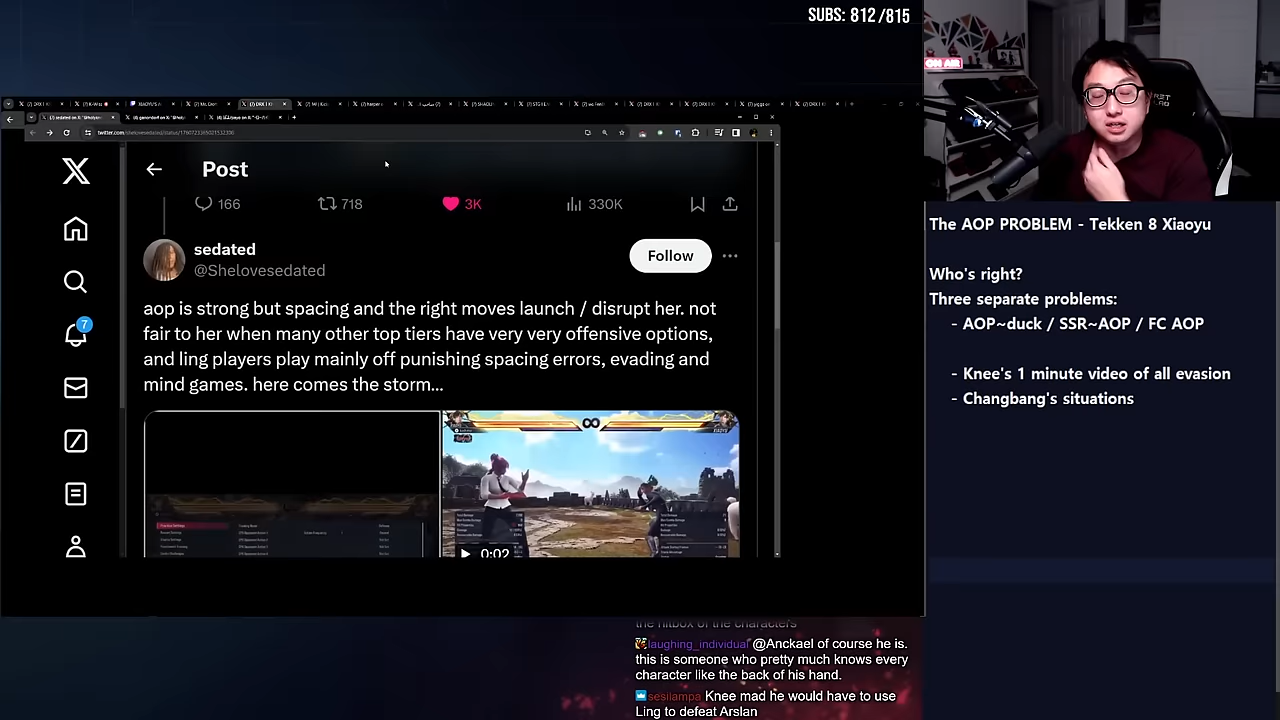 SUBS: 812/815
ON AIR
Post
166
718
3K
330K
sedated
@Shelovesedated
Follow
7
aop is strong but spacing and the right moves launch / disrupt her. not
fair to her when many other top tiers have very very offensive options,
and ling players play mainly off punishing spacing errors, evading and
mind games. here comes the storm...
0:02
The AOP PROBLEM - Tekken 8 Xiaoyu
Who's right?
Three separate problems:
- AOP~duck / SSR~AOP / FC AOP
- Knee's 1 minute video of all evasion
- Changbang's situations
the hitbox of the characters
laughing_individual @Anckael of course he is.
this is someone who pretty much knows every
character like the back of his hand.
sesilampa Knee mad he would have to use
Ling to defeat Arslan